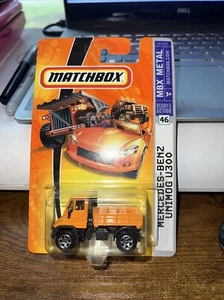 MATCHBOX
MBX METAL
46
MERCEDES-BENZ
UNIMOG U300